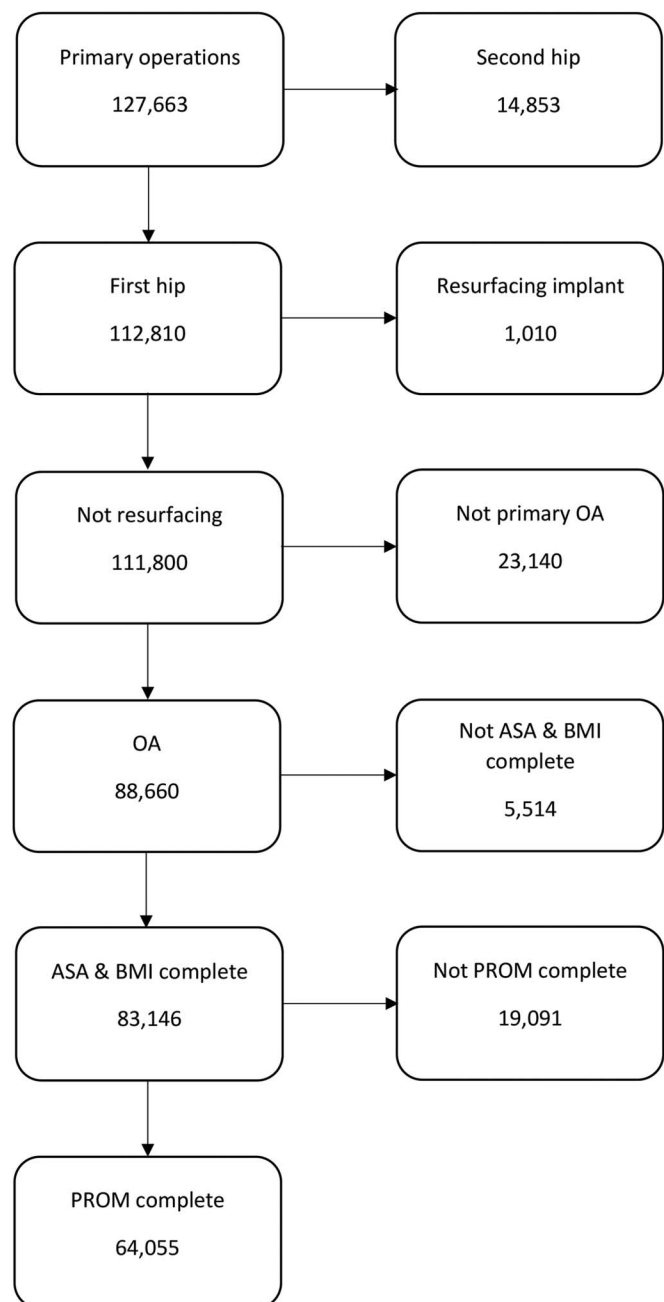 Primary operations
127,663
Second hip
14,853
First hip
112,810
Resurfacing implant
1,010
Not resurfacing
111,800
Not primary OA
23,140
OA
88,660
Not ASA & BMI
complete
5,514
ASA & BMI complete
83,146
Not PROM complete
19,091
PROM complete
64,055